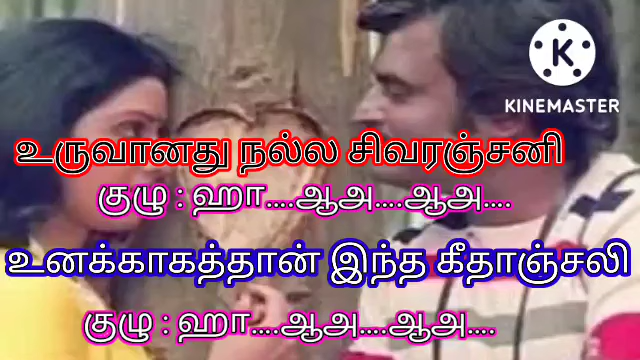 KINEMASTER
உருவானது நல்ல சிவரஞ்சனி
குழு : ஹா....ஆஅ....ஆஅ....
உனக்காகத்தான் இந்த கீதாஞ்சலி
குழு : ஹா....ஆஅ....ஆஅ....